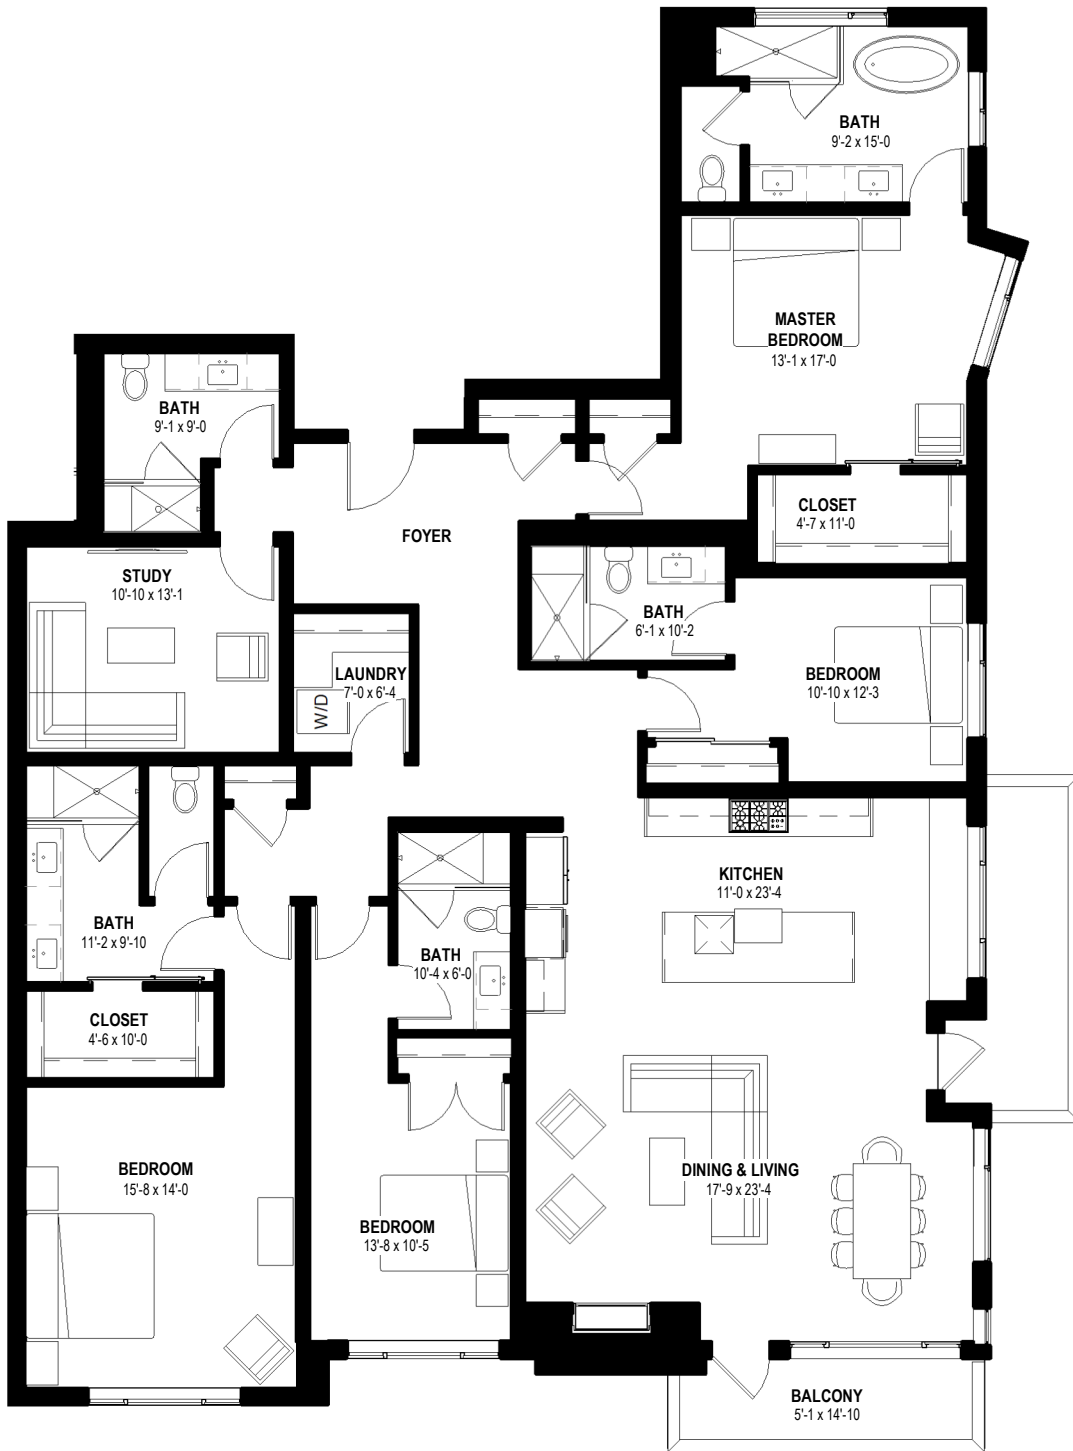 BATH
9'-2 x 15'-0
MASTER
BEDROOM
13'-1 x 17'-0
BATH
9'-1 x 9'-0
CLOSET
4'-7 x 11'-0
FOYER
STUDY
10'-10 x 13'-1
BATH
6'-1 x 10'-2
LAUNDRY
7'-0 x 6'-4
W/D
BEDROOM
10'-10 x 12'-3
KITCHEN
11'-0 x 23'-4
BATH
11'-2 x 9'-10
BATH
10'-4 x 6'-0
CLOSET
4'-6 x 10'-0
BEDROOM
15'-8 x 14'-0
DINING & LIVING
17'-9 x 23'-4
BEDROOM
13'-8 x 10'-5
BALCONY
5'-1 x 14'-10